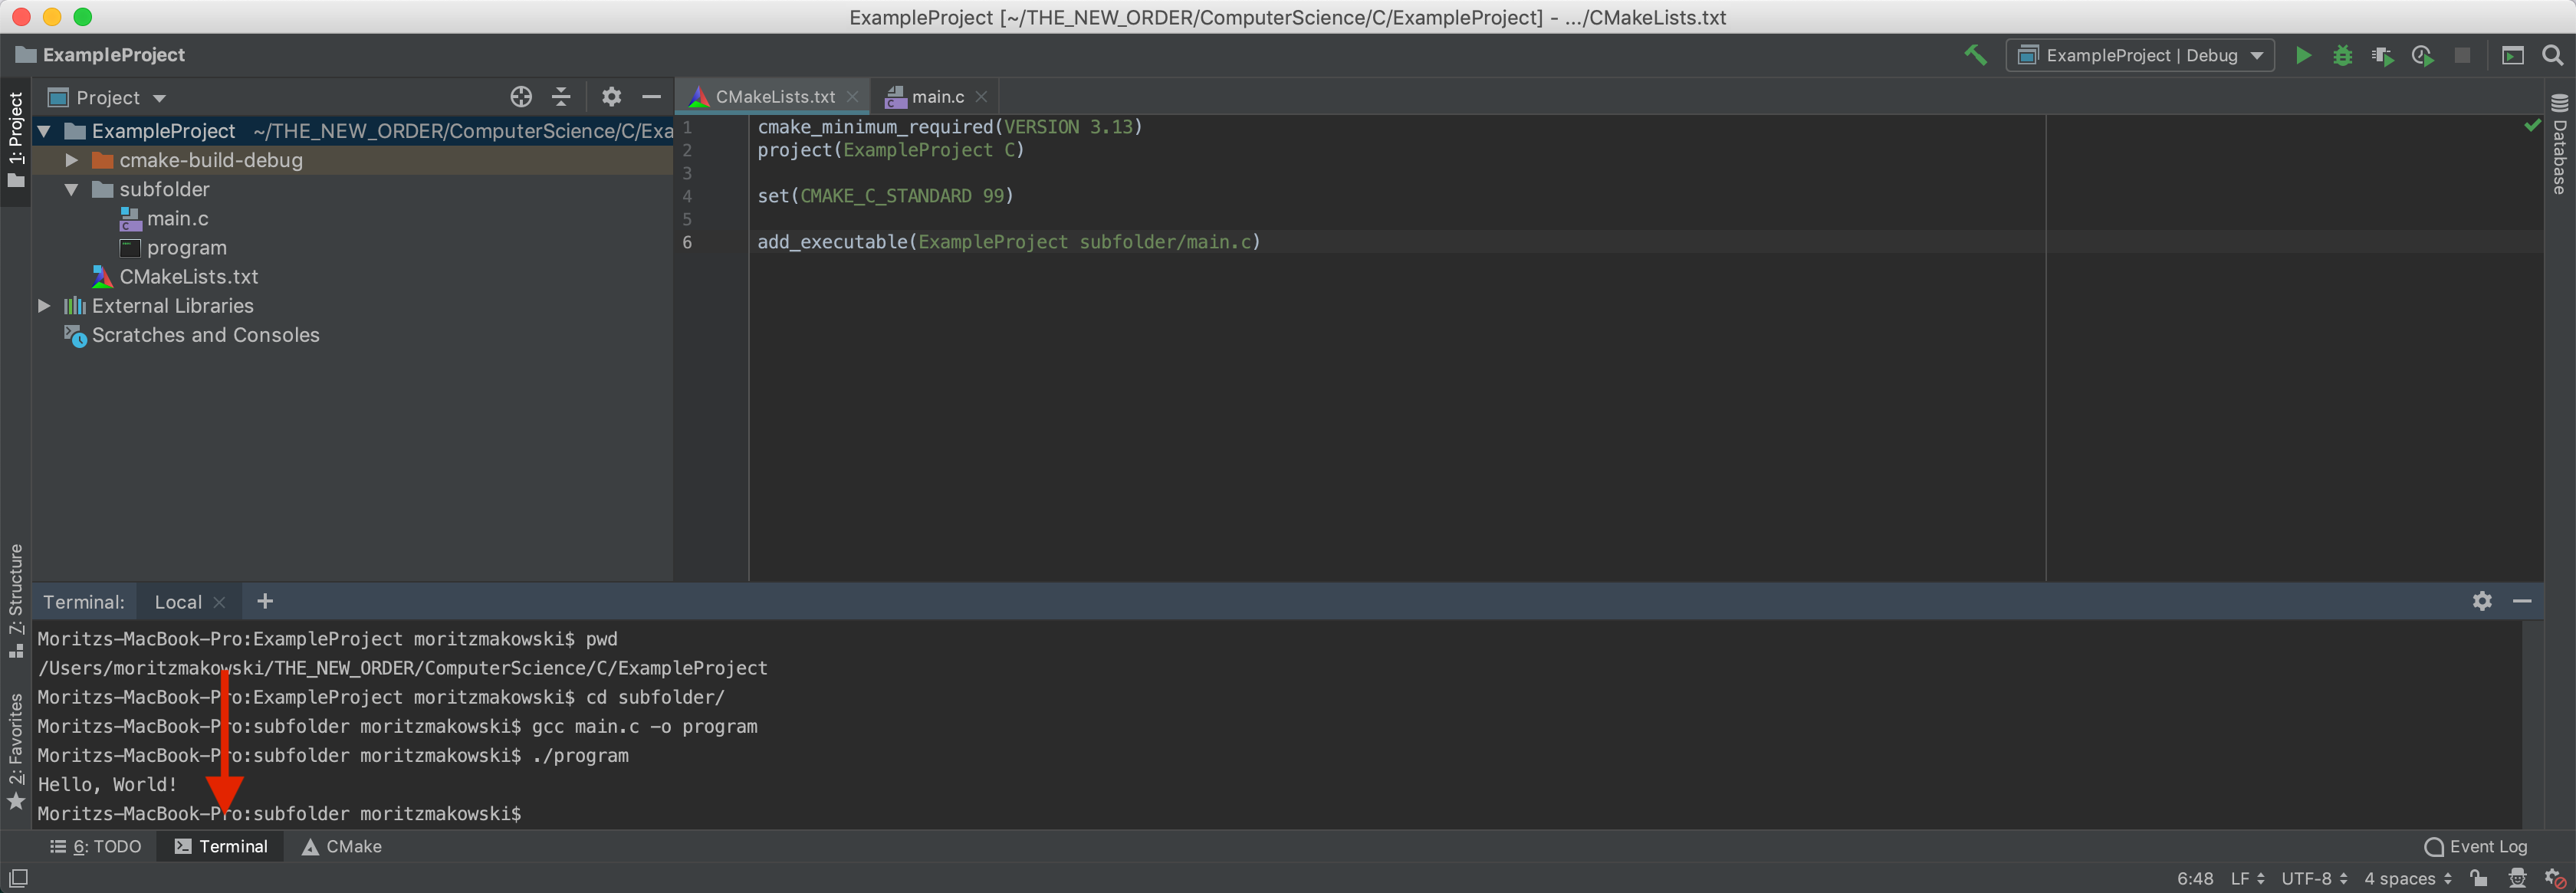 ExampleProject [~/THE_NEW_ORDER/ComputerScience/C/ExampleProject] - .../CMakeLists.txt
ExampleProject
ExampleProject | Debug
1: Project
Project
CMakeLists.txt
main.c
ExampleProject ~/THE_NEW_ORDER/ComputerScience/C/Exa
cmake-build-debug
subfolder
main.c
program
CMakeLists.txt
External Libraries
Scratches and Consoles
1 cmake_minimum_required(VERSION 3.13)
2 project(ExampleProject C)
3
4 set(CMAKE_C_STANDARD 99)
5
6 add_executable(ExampleProject subfolder/main.c)
Database
7: Structure
2: Favorites
Terminal: Local
Moritzs-MacBook-Pro:ExampleProject moritzmakowski$ pwd
/Users/moritzmakowski/THE_NEW_ORDER/ComputerScience/C/ExampleProject
Moritzs-MacBook-Pro:ExampleProject moritzmakowski$ cd subfolder/
Moritzs-MacBook-Pro:subfolder moritzmakowski$ gcc main.c -o program
Moritzs-MacBook-Pro:subfolder moritzmakowski$ ./program
Hello, World!
Moritzs-MacBook-Pro:subfolder moritzmakowski$
6: TODO
Terminal
CMake
Event Log
6:48 LF UTF-8 4 spaces